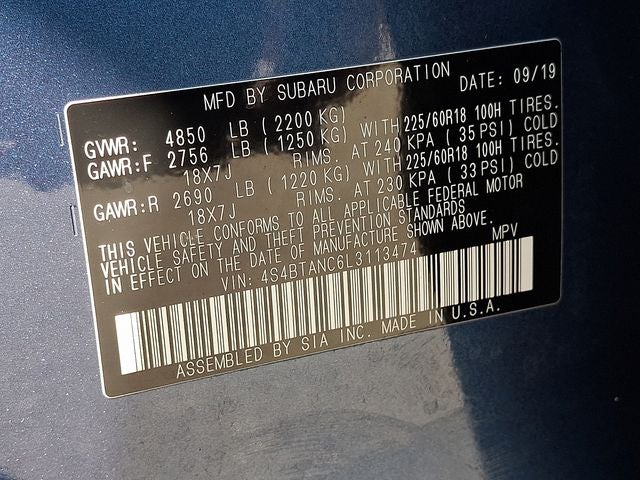 MFD BY SUBARU CORPORATION DATE: 09/19
GVWR: 4850 LB ( 2200 KG)
GAWR:F 2756 LB ( 1250 KG) WITH 225/60R18 100H TIRES.
18X7J RIMS. AT 240 KPA ( 35 PSI) COLD
GAWR:R 2690 LB ( 1220 KG) WITH 225/60R18 100H TIRES.
18X7J RIMS. AT 230 KPA ( 33 PSI) COLD
THIS VEHICLE CONFORMS TO ALL APPLICABLE FEDERAL MOTOR
VEHICLE SAFETY AND THEFT PREVENTION STANDARDS
IN EFFECT ON THE DATE OF MANUFACTURE SHOWN ABOVE.
VIN: 4S4BTANC6L3113474 MPV
ASSEMBLED BY SIA INC. MADE IN U.S.A.